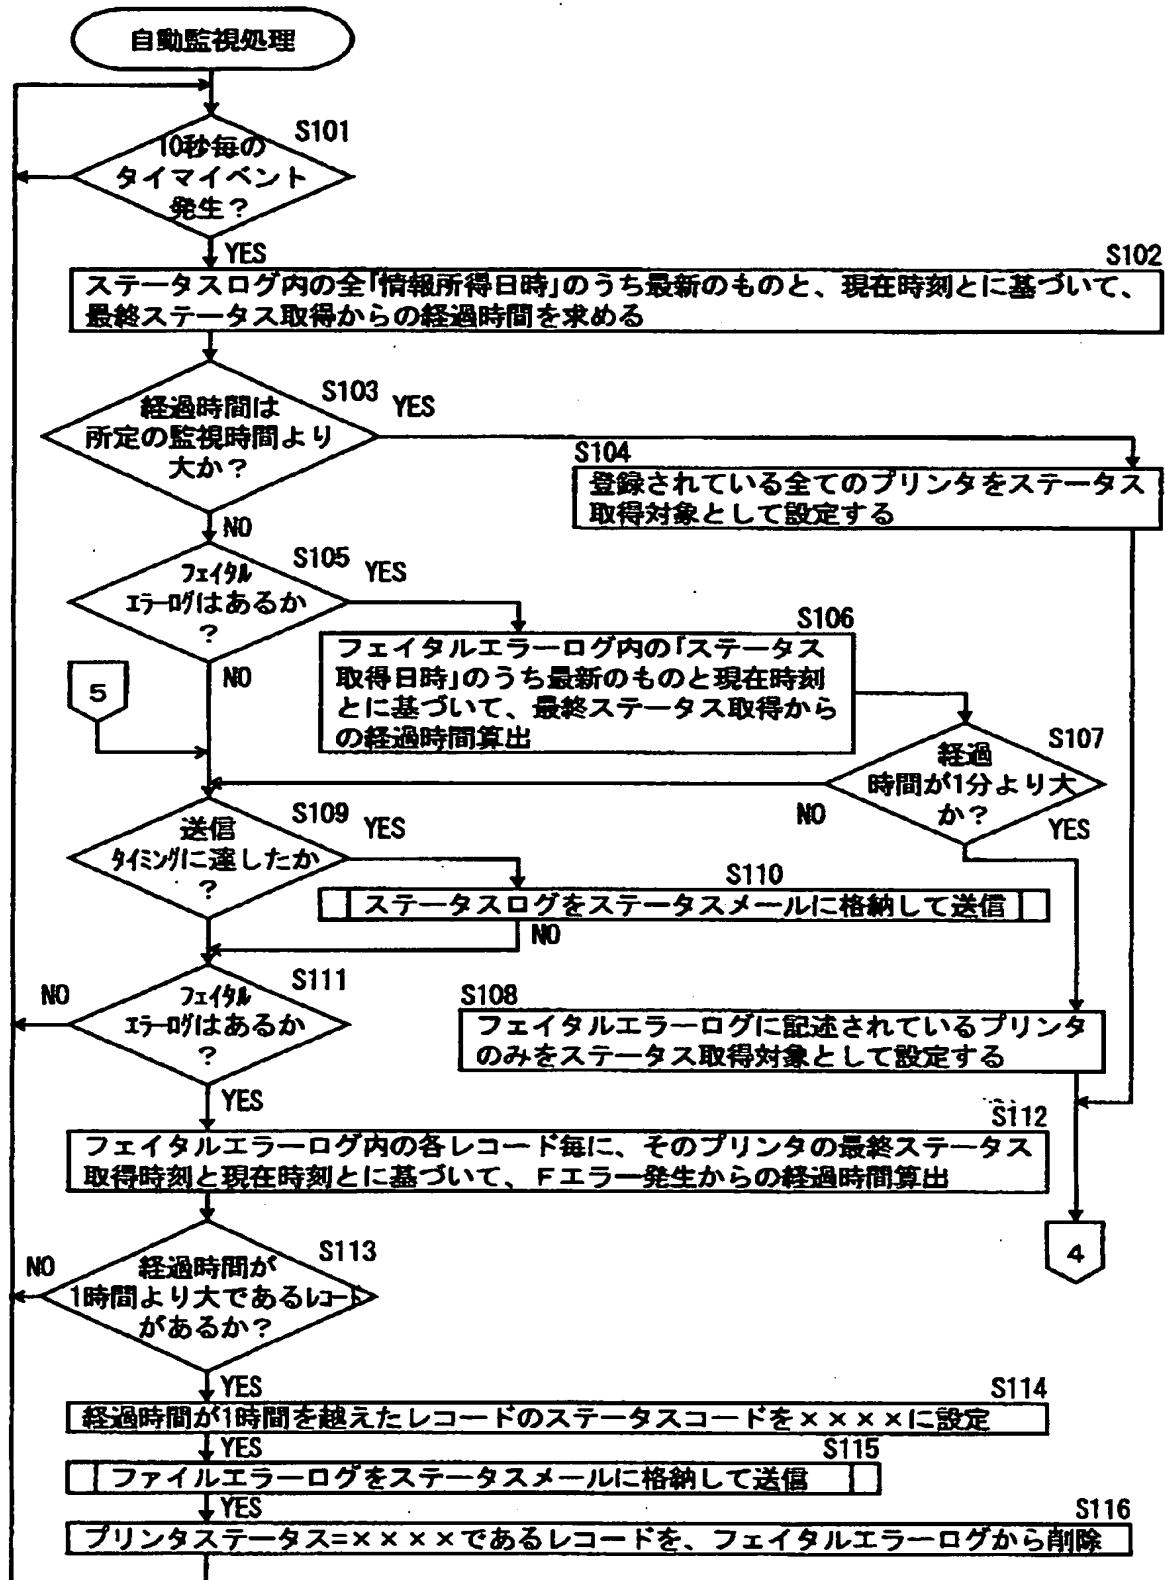 自動監視処理
S101
10秒毎の
タイマイベント
発生?
YES
S102
ステータスログ内の全「情報所得日時」のうち最新のものと、現在時刻とに基づいて、
最終ステータス取得からの経過時間を求める
S103
経過時間は
所定の監視時間より
大か?
YES
NO
S104
登録されている全てのプリンタをステータス
取得対象として設定する
S105
フェイタル
エラーログはあるか
?
YES
NO
S106
フェイタルエラーログ内の「ステータス
取得日時」のうち最新のものと現在時刻
とに基づいて、最終ステータス取得から
の経過時間算出
5
S107
経過
時間が1分より大
か?
NO
YES
S109
送信
タイミングに達したか
?
YES
S110
ステータスログをステータスメールに格納して送信
NO
S111
フェイタル
エラーログはあるか
?
NO
YES
S108
フェイタルエラーログに記述されているプリンタ
のみをステータス取得対象として設定する
S112
フェイタルエラーログ内の各レコード毎に、そのプリンタの最終ステータス
取得時刻と現在時刻とに基づいて、Fエラー発生からの経過時間算出
4
S113
経過時間が
1時間より大であるレコード
があるか?
NO
YES
S114
経過時間が1時間を越えたレコードのステータスコードを××××に設定
YES
S115
ファイルエラーログをステータスメールに格納して送信
YES
S116
プリンタステータス=××××であるレコードを、フェイタルエラーログから削除